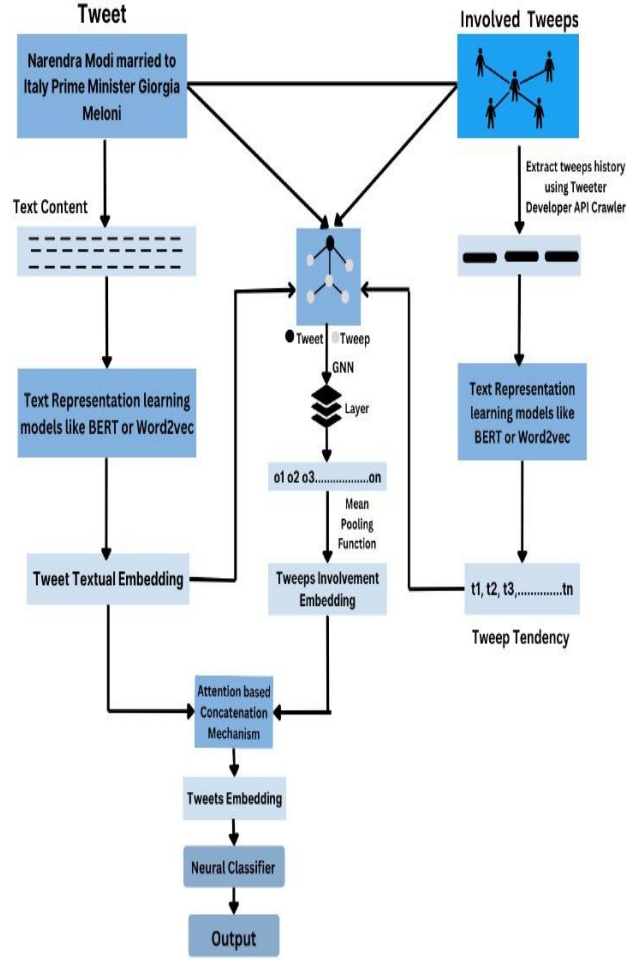 Tweet
Involved Tweeps
Narendra Modi married to
Italy Prime Minister Giorgia
Meloni
Extract tweeps history
using Tweeter
Developer API Crawler
Text Content
Tweet Tweep
GNN
Layer
Text Representation learning
models like BERT or Word2vec
Text Representation
learning models like
BERT or Word2vec
o1 o2 o3..................on
Mean
Pooling
Function
Tweet Textual Embedding
Tweeps Involvement
Embedding
t1, t2, t3,..............tn
Tweep Tendency
Attention based
Concatenation
Mechanism
Tweets Embedding
Neural Classifier
Output